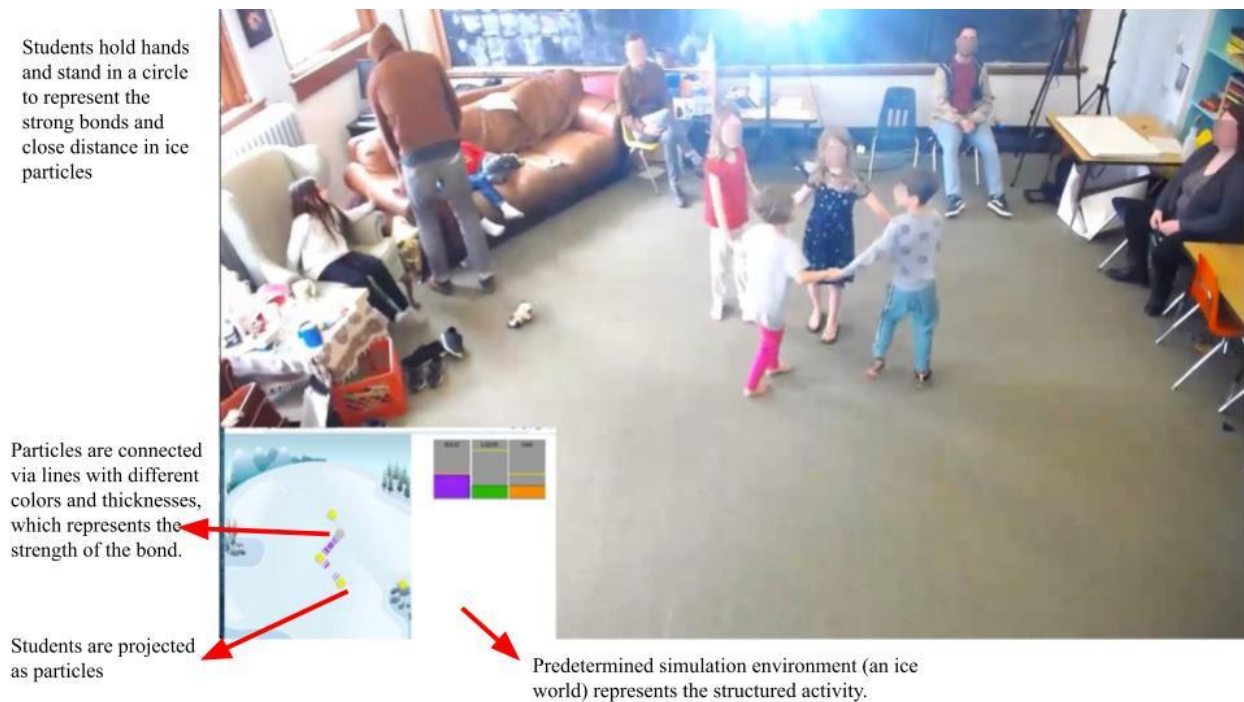 Students hold hands
and stand in a circle
to represent the
strong bonds and
close distance in ice
particles
Particles are connected
via lines with different
colors and thicknesses,
which represents the
strength of the bond.
Students are projected
as particles
Predetermined simulation environment (an ice
world) represents the structured activity.